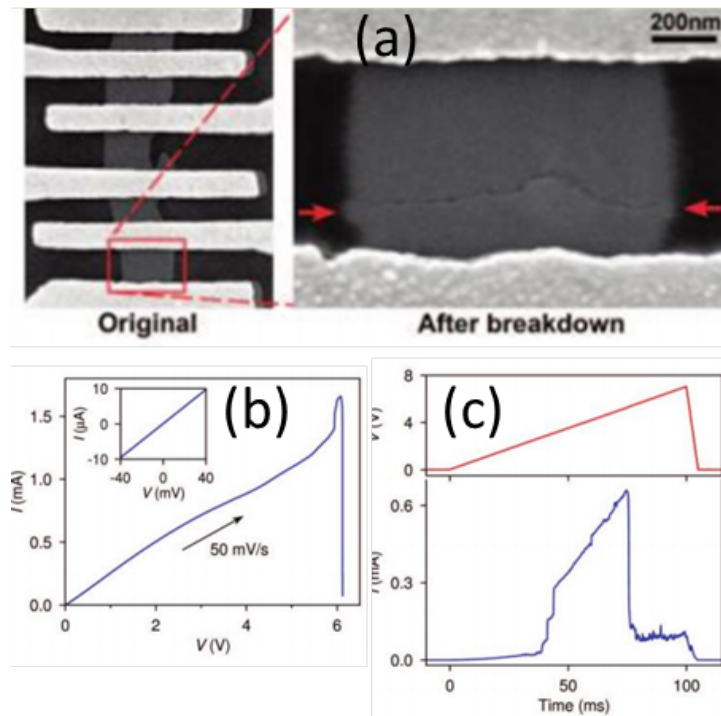 (a)
200nm
Original
After breakdown
(b)
1.5
1.0
0.5
0.0
I (mA)
10
0
-10
I (µA)
-40
0
40
V (mV)
50 mV/s
0
2
4
6
V (V)
(c)
8
4
0
V (V)
0.6
0.3
0.0
I (mA)
0
50
100
Time (ms)